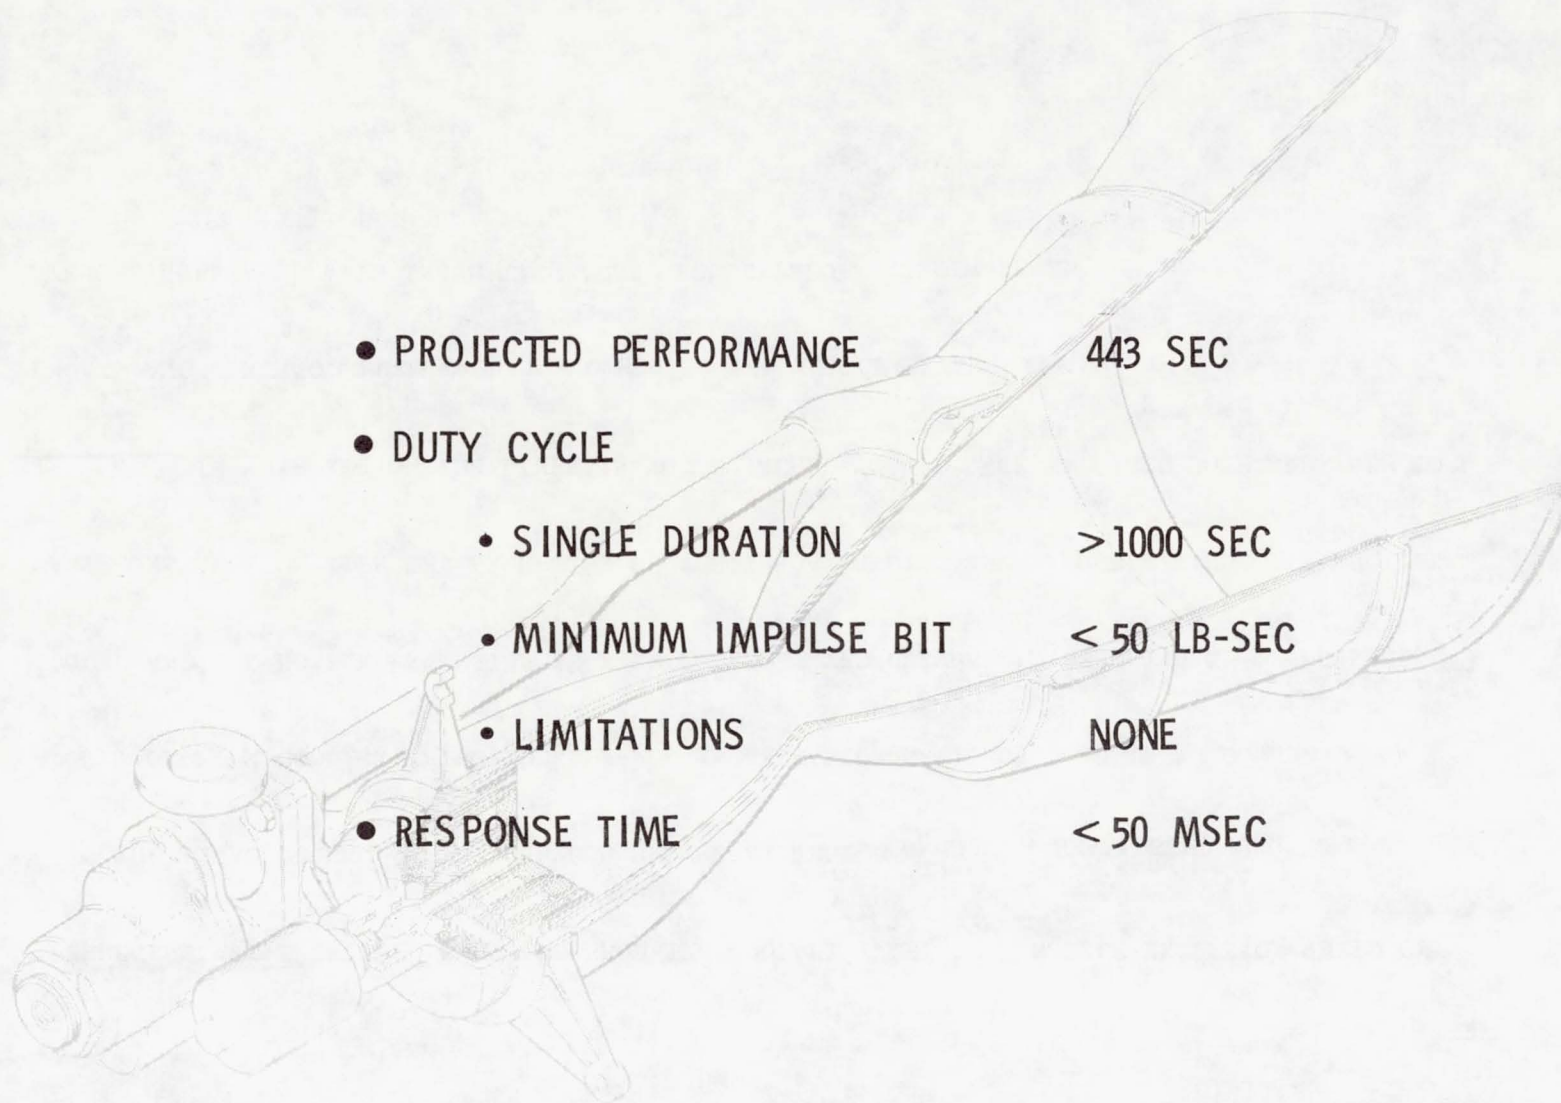 • PROJECTED PERFORMANCE 443 SEC
• DUTY CYCLE
• SINGLE DURATION >1000 SEC
• MINIMUM IMPULSE BIT < 50 LB-SEC
• LIMITATIONS NONE
• RESPONSE TIME < 50 MSEC